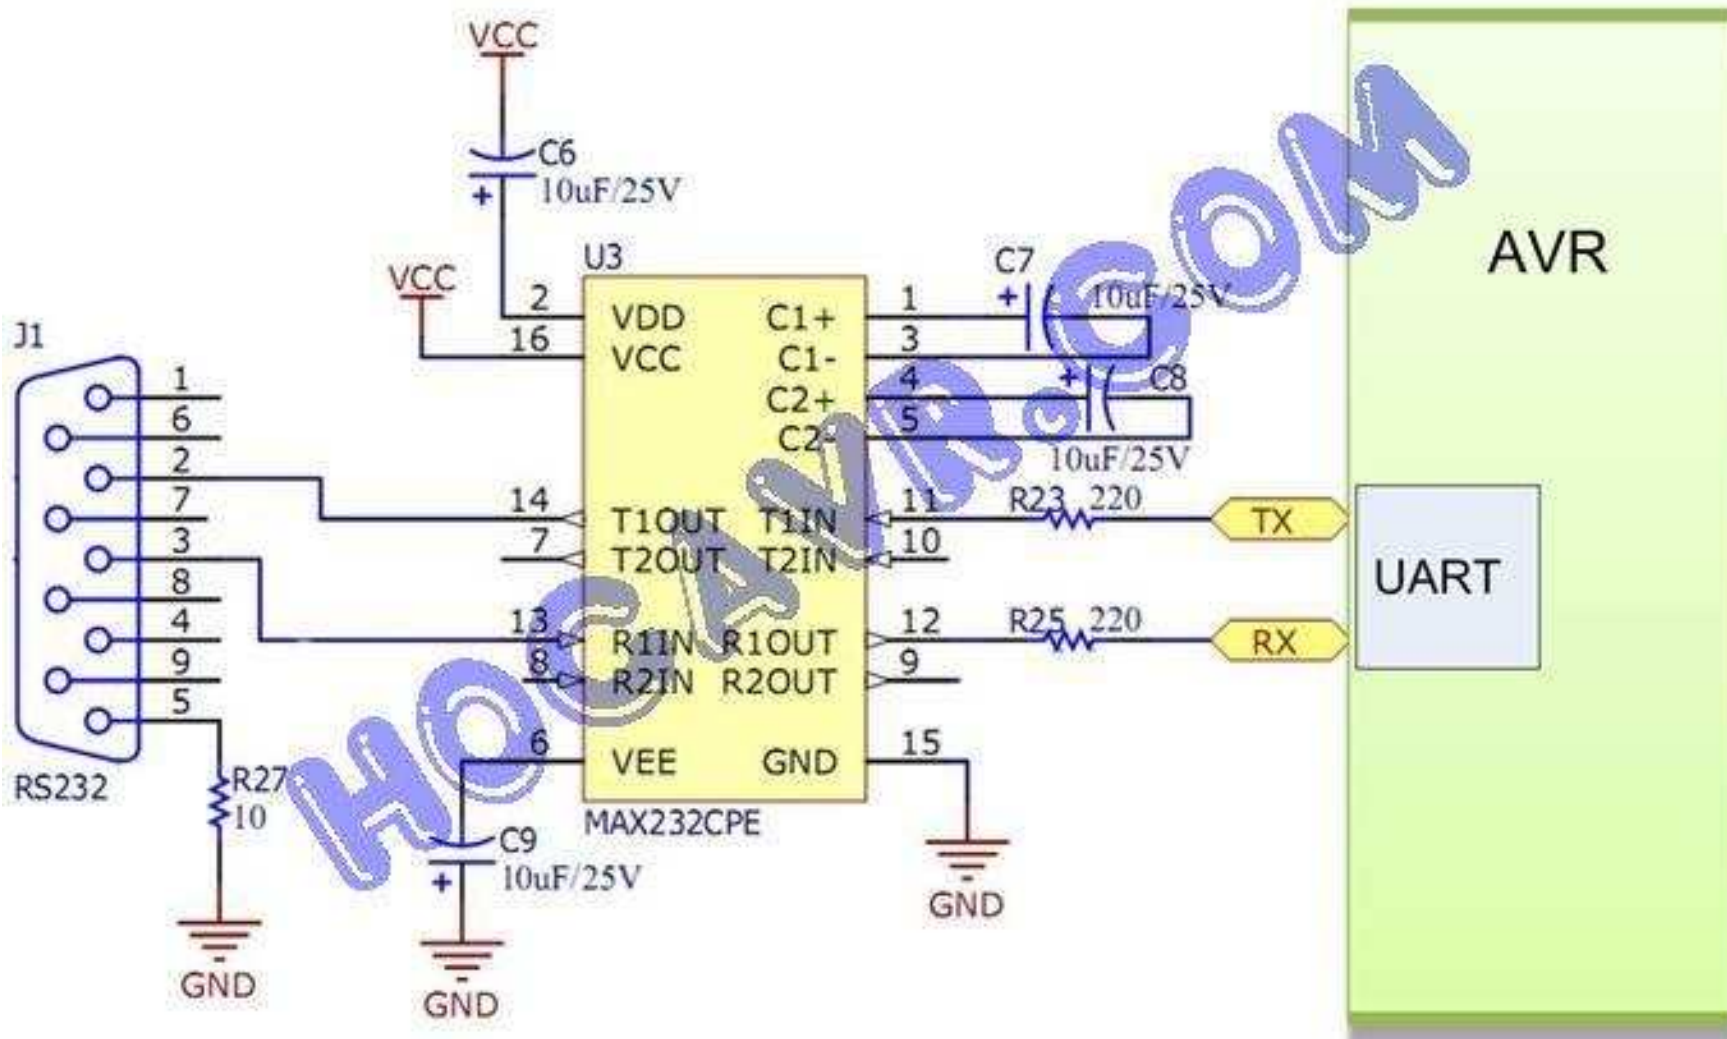 VCC
C6
10uF/25V
+
U3
VCC
J1
1
6
2
7
3
8
4
9
5
RS232
R27
10
GND
2
16
14
7
13
8
6
VDD
VCC
T1OUT
T2OUT
R1IN
R2IN
VEE
C1+
C1-
C2+
C2-
T1IN
T2IN
R1OUT
R2OUT
GND
MAX232CPE
C9
10uF/25V
+
GND
1
3
4
5
11
10
12
9
15
GND
C7
+
10uF/25V
+
C8
10uF/25V
R23 220
TX
R25 220
RX
AVR
UART
HOCAVR.COM